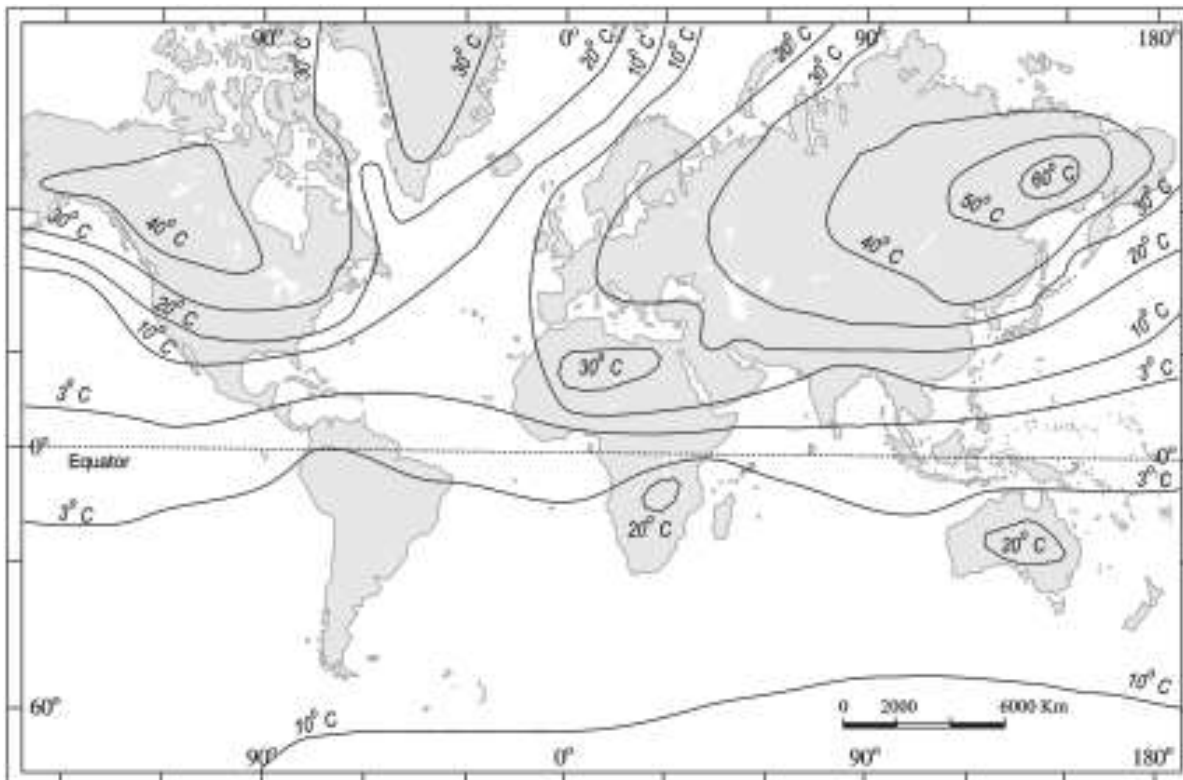 90° 0° 90° 180°
30° C 30° C 20° C 10° C 10° C 20° C 30° C
60° C
50° C
30° C
40° C 40° C 30° C
20° C
20° C
10° C 10° C
30° C
3° C 3° C
0° 0°
Equator
3° C 3° C
20° C 20° C
10° C
60° 0 2000 6000 Km
10° C
90° 0° 90° 180°